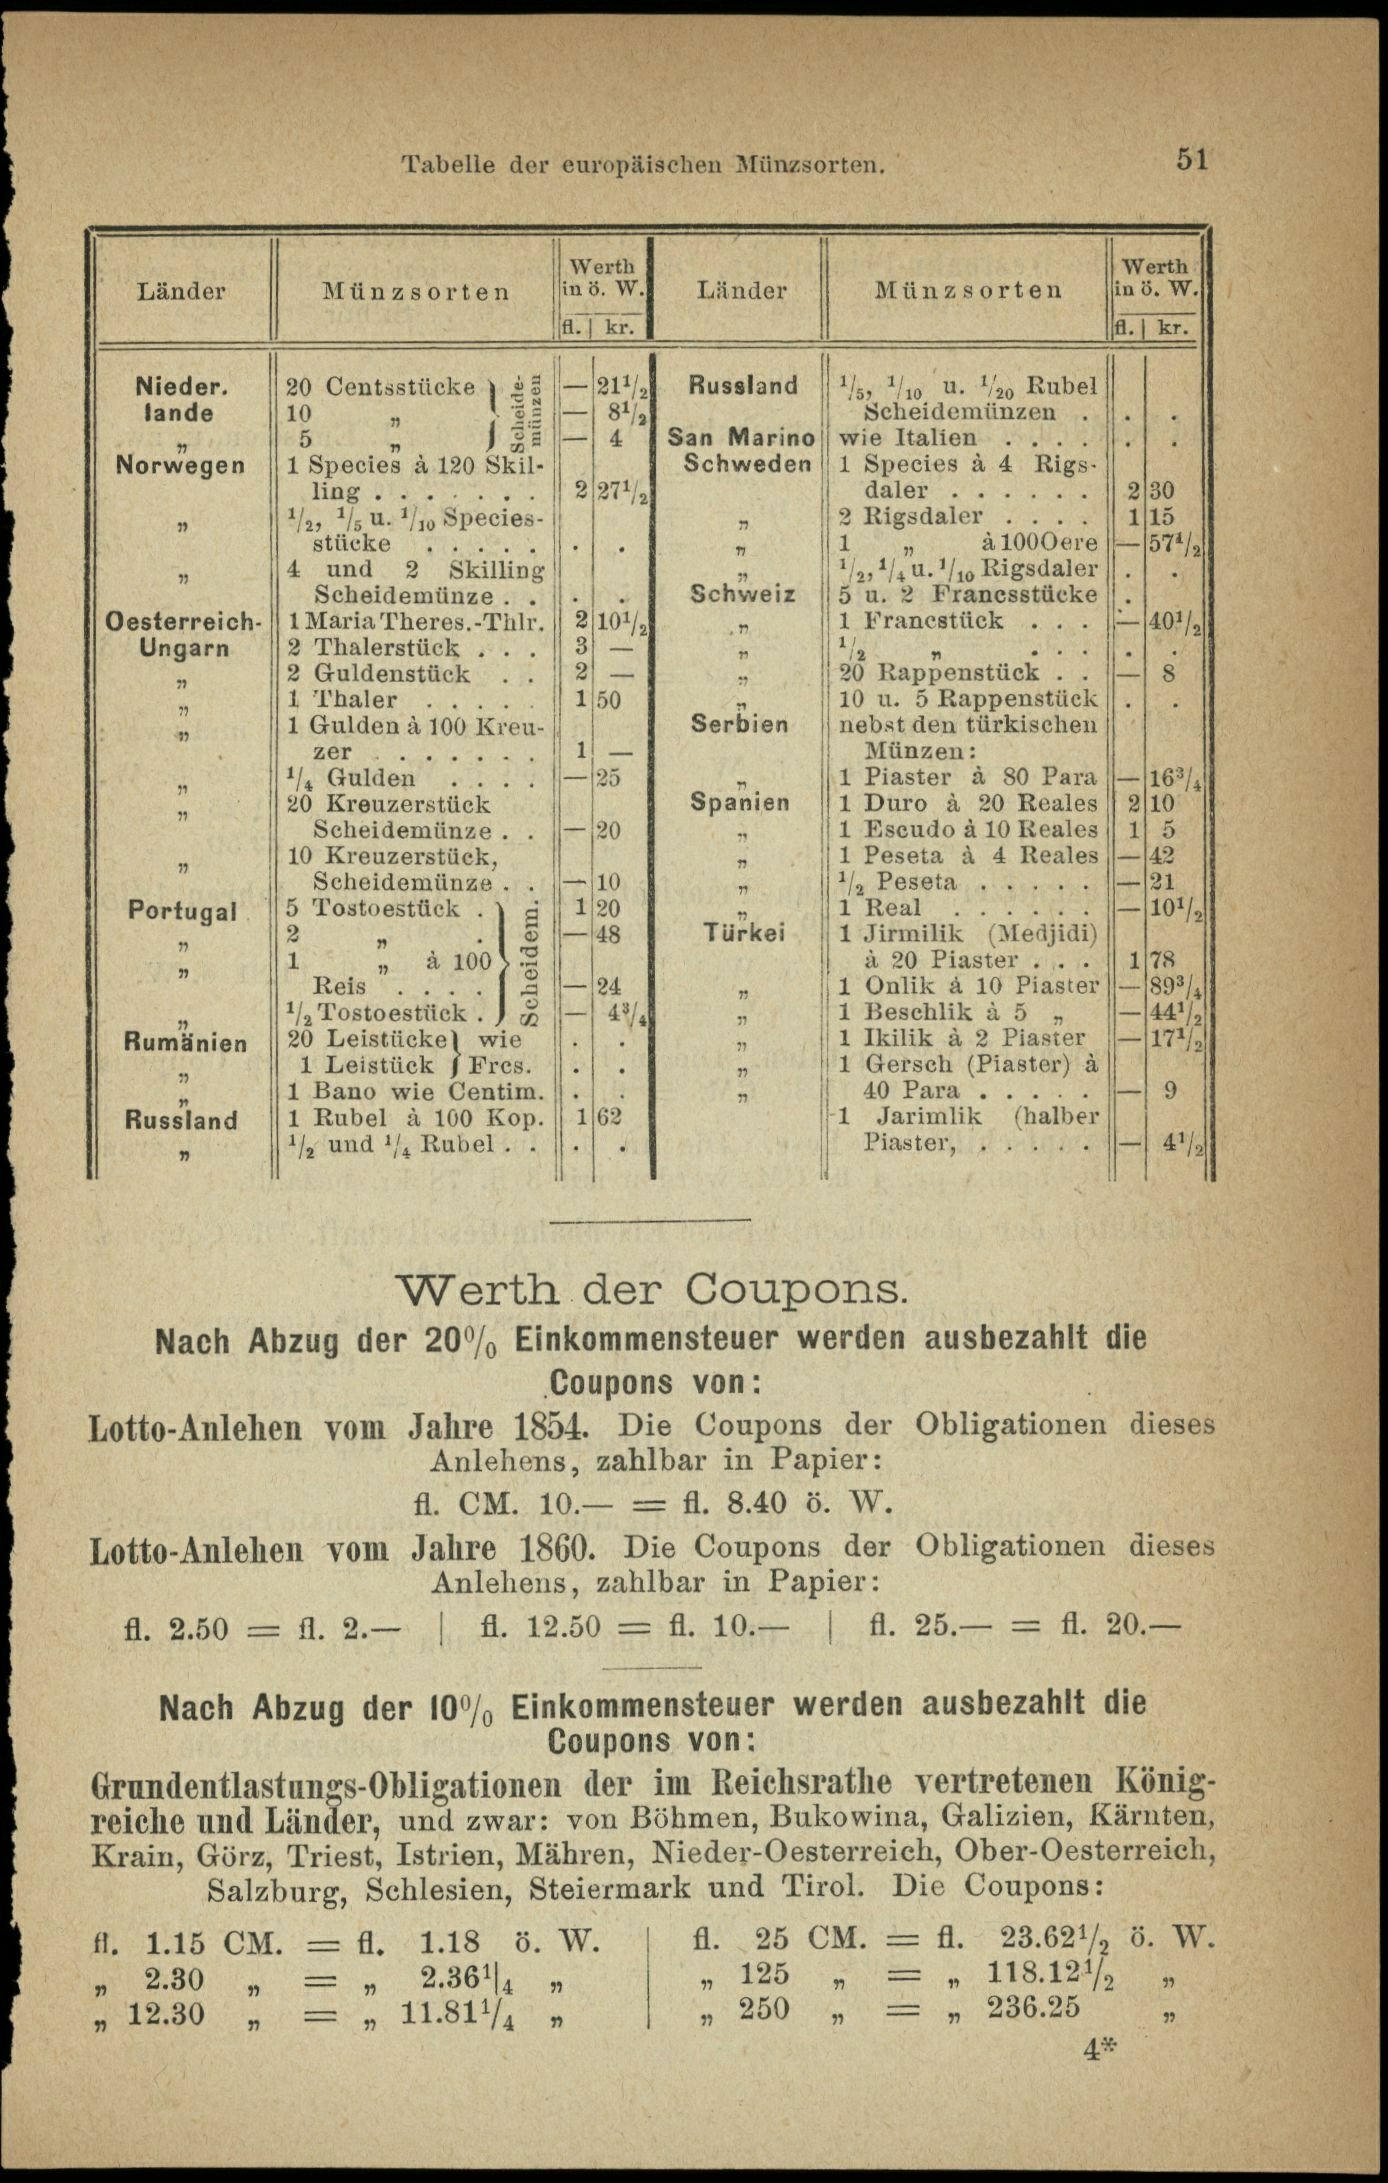 Tabelle der europäischen Münzsorten.
51
Länder
Münzsorten
Werth
in ö. W.
fl. | kr.
Nieder. 20 Centsstücke } Scheide- — 21½
lande 10 „ münzen — 8½
„ 5 „ — 4
Norwegen 1 Species à 120 Skil-
ling . . . . . . . 2 27½
„ ½, ⅕ u. 1/10 Species-
stücke . . . . . . .
„ 4 und 2 Skilling
Scheidemünze . . . .
Oesterreich- 1 Maria Theres.-Thlr. 2 10½
Ungarn 2 Thalerstück . . . 3 —
„ 2 Guldenstück . . 2 —
„ 1 Thaler . . . . . 1 50
„ 1 Gulden à 100 Kreu-
zer . . . . . . . 1 —
„ ¼ Gulden . . . . — 25
„ 20 Kreuzerstück
Scheidemünze . . — 20
„ 10 Kreuzerstück,
Scheidemünze . . — 10
Portugal 5 Tostoestück . } Scheidem. 1 20
„ 2 „ . — 48
„ 1 „ à 100
Reis . . . . — 24
„ ½ Tostoestück . — 4¾
Rumänien 20 Leistücke } wie . .
„ 1 Leistück } Frcs. . .
„ 1 Bano wie Centim. . .
Russland 1 Rubel à 100 Kop. 1 62
„ ½ und ¼ Rubel . . . .
Länder
Münzsorten
Werth
in ö. W.
fl. | kr.
Russland ⅕, 1/10 u. 1/20 Rubel
Scheidemünzen . . .
San Marino wie Italien . . . . . .
Schweden 1 Species à 4 Rigs-
daler . . . . . . 2 30
„ 2 Rigsdaler . . . . 1 15
„ 1 „ à 100 Oere — 57½
„ ½, ¼ u. 1/10 Rigsdaler . .
Schweiz 5 u. 2 Francsstücke .
„ 1 Francstück . . . — 40½
„ ½ „ . . . . .
„ 20 Rappenstück . . — 8
„ 10 u. 5 Rappenstück . .
Serbien nebst den türkischen
Münzen:
„ 1 Piaster à 80 Para — 16¾
Spanien 1 Duro à 20 Reales 2 10
„ 1 Escudo à 10 Reales 1 5
„ 1 Peseta à 4 Reales — 42
„ ½ Peseta . . . . . — 21
„ 1 Real . . . . . . — 10½
Türkei 1 Jirmilik (Medjidi)
à 20 Piaster . . . 1 78
„ 1 Onlik à 10 Piaster — 89¾
„ 1 Beschlik à 5 „ — 44½
„ 1 Ikilik à 2 Piaster — 17½
„ 1 Gersch (Piaster) à
„ 40 Para . . . . . — 9
1 Jarimlik (halber
Piaster, . . . . . — 4½
Werth der Coupons.
Nach Abzug der 20% Einkommensteuer werden ausbezahlt die
Coupons von:
Lotto-Anlehen vom Jahre 1854. Die Coupons der Obligationen dieses
Anlehens, zahlbar in Papier:
fl. CM. 10.— = fl. 8.40 ö. W.
Lotto-Anlehen vom Jahre 1860. Die Coupons der Obligationen dieses
Anlehens, zahlbar in Papier:
fl. 2.50 = fl. 2.— | fl. 12.50 = fl. 10.— | fl. 25.— = fl. 20.—
Nach Abzug der 10% Einkommensteuer werden ausbezahlt die
Coupons von:
Grundentlastungs-Obligationen der im Reichsrathe vertretenen König-
reiche und Länder, und zwar: von Böhmen, Bukowina, Galizien, Kärnten,
Krain, Görz, Triest, Istrien, Mähren, Nieder-Oesterreich, Ober-Oesterreich,
Salzburg, Schlesien, Steiermark und Tirol. Die Coupons:
fl. 1.15 CM. = fl. 1.18 ö. W. | fl. 25 CM. = fl. 23.62½ ö. W.
„ 2.30 „ = „ 2.36¼ „ | „ 125 „ = „ 118.12½ „
„ 12.30 „ = „ 11.81¼ „ | „ 250 „ = „ 236.25 „
4*